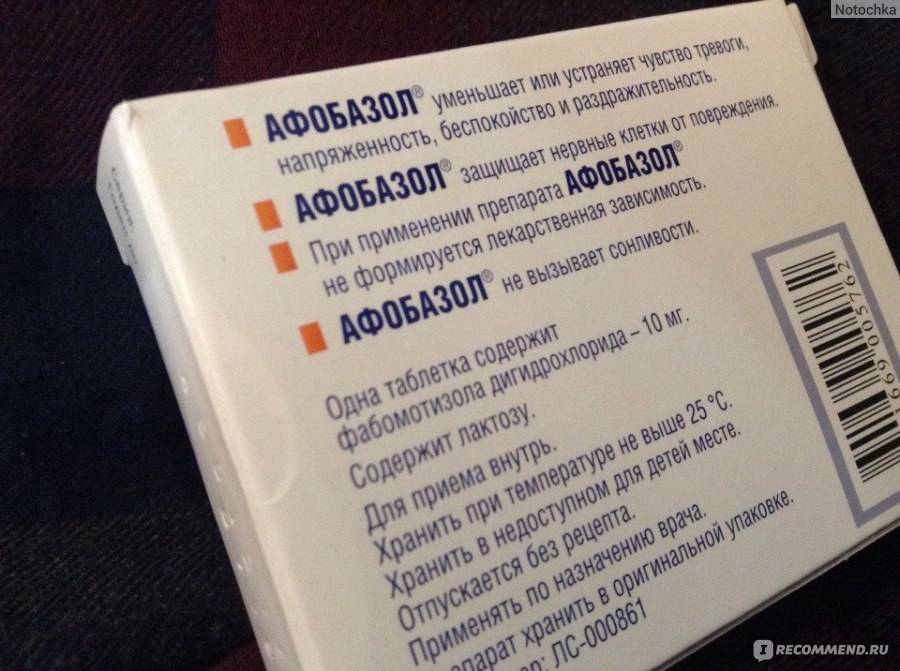 Notochka
АФОБАЗОЛ® уменьшает или устраняет чувство тревоги,
напряженность, беспокойство и раздражительность.
АФОБАЗОЛ® защищает нервные клетки от повреждения.
При применении препарата АФОБАЗОЛ®
не формируется лекарственная зависимость.
АФОБАЗОЛ® не вызывает сонливости.
Одна таблетка содержит
фабомотизола дигидрохлорида – 10 мг.
Содержит лактозу.
Для приема внутрь.
Хранить при температуре не выше 25 °C.
Хранить в недоступном для детей месте.
Отпускается без рецепта.
Применять по назначению врача.
хранить в оригинальной упаковке.
ЛС-000861
669 005762
IRECOMMEND.RU